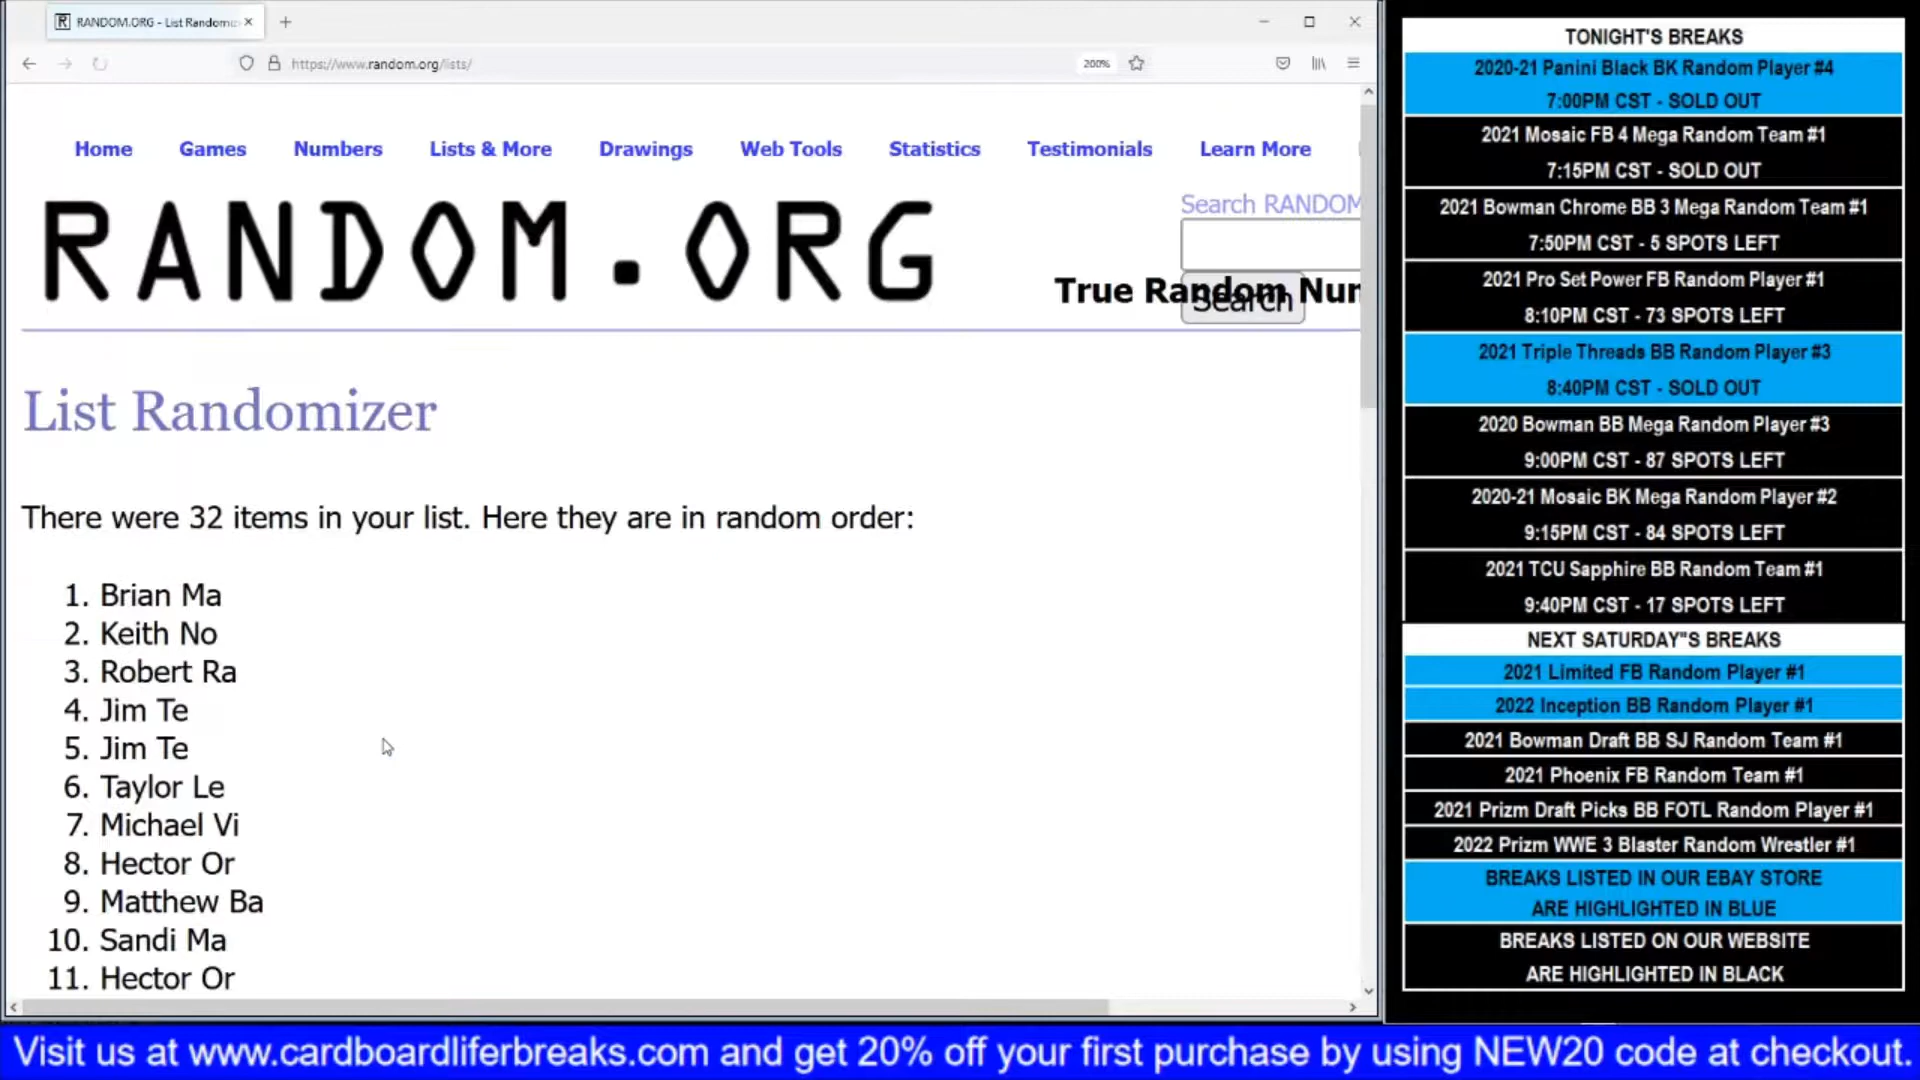 RANDOM.ORG - List Randomiz
https://www.random.org/lists/
200%
Home Games Numbers Lists & More Drawings Web Tools Statistics Testimonials Learn More
Search RANDOM
RANDOM.ORG
True Random Num
Search
List Randomizer
There were 32 items in your list. Here they are in random order:
1. Brian Ma
2. Keith No
3. Robert Ra
4. Jim Te
5. Jim Te
6. Taylor Le
7. Michael Vi
8. Hector Or
9. Matthew Ba
10. Sandi Ma
11. Hector Or
TONIGHT'S BREAKS
2020-21 Panini Black BK Random Player #4
7:00PM CST - SOLD OUT
2021 Mosaic FB 4 Mega Random Team #1
7:15PM CST - SOLD OUT
2021 Bowman Chrome BB 3 Mega Random Team #1
7:50PM CST - 5 SPOTS LEFT
2021 Pro Set Power FB Random Player #1
8:10PM CST - 73 SPOTS LEFT
2021 Triple Threads BB Random Player #3
8:40PM CST - SOLD OUT
2020 Bowman BB Mega Random Player #3
9:00PM CST - 87 SPOTS LEFT
2020-21 Mosaic BK Mega Random Player #2
9:15PM CST - 84 SPOTS LEFT
2021 TCU Sapphire BB Random Team #1
9:40PM CST - 17 SPOTS LEFT
NEXT SATURDAY"S BREAKS
2021 Limited FB Random Player #1
2022 Inception BB Random Player #1
2021 Bowman Draft BB SJ Random Team #1
2021 Phoenix FB Random Team #1
2021 Prizm Draft Picks BB FOTL Random Player #1
2022 Prizm WWE 3 Blaster Random Wrestler #1
BREAKS LISTED IN OUR EBAY STORE
ARE HIGHLIGHTED IN BLUE
BREAKS LISTED ON OUR WEBSITE
ARE HIGHLIGHTED IN BLACK
Visit us at www.cardboardliferbreaks.com and get 20% off your first purchase by using NEW20 code at checkout.